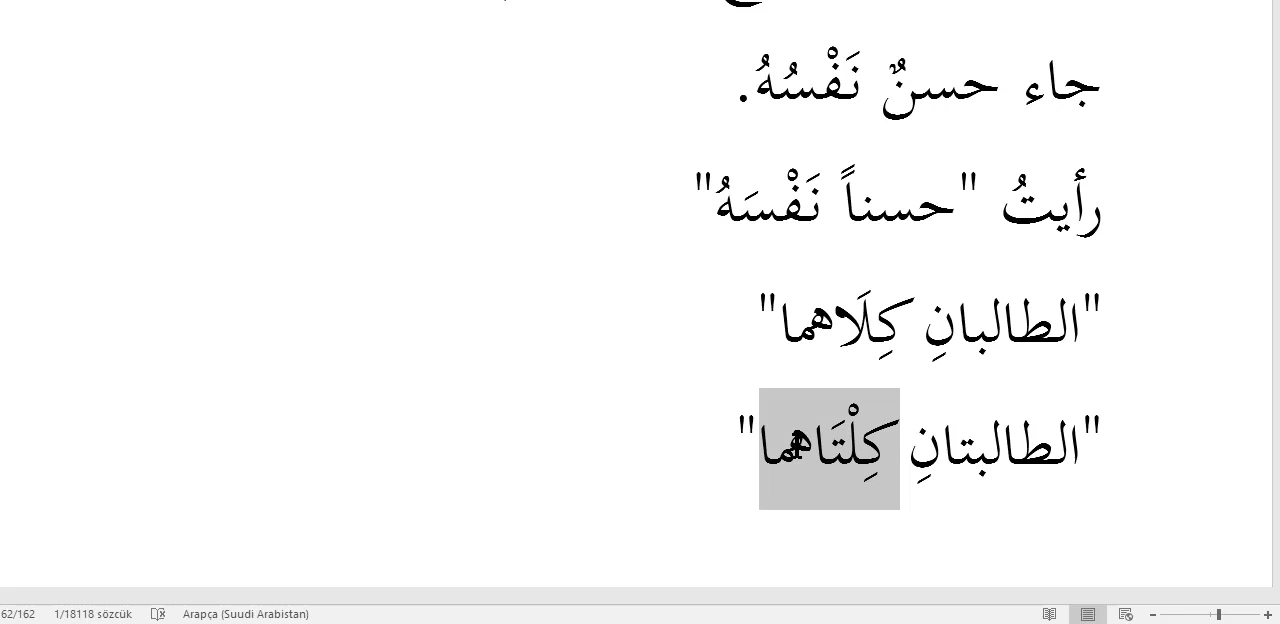 جاء حسنٌ نَفْسُهُ.
رأيتُ "حسناً نَفْسَهُ"
"الطالبانِ كِلَاهما"
"الطالبتانِ كِلْتَاهما"
62/162 1/18118 sözcük Arapça (Suudi Arabistan)